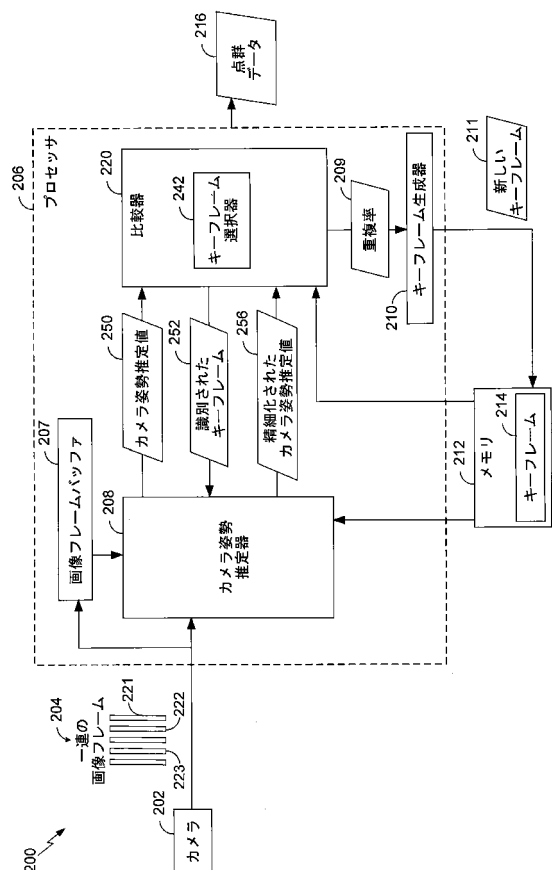 200
202
カメラ
204
一連の
画像フレーム
221
222
223
206
プロセッサ
207
画像フレームバッファ
208
カメラ姿勢
推定器
250
カメラ姿勢推定値
252
識別された
キーフレーム
256
精細化された
カメラ姿勢推定値
220
比較器
242
キーフレーム
選択器
209
重複率
210
キーフレーム生成器
211
新しい
キーフレーム
212
メモリ
214
キーフレーム
216
点群
データ